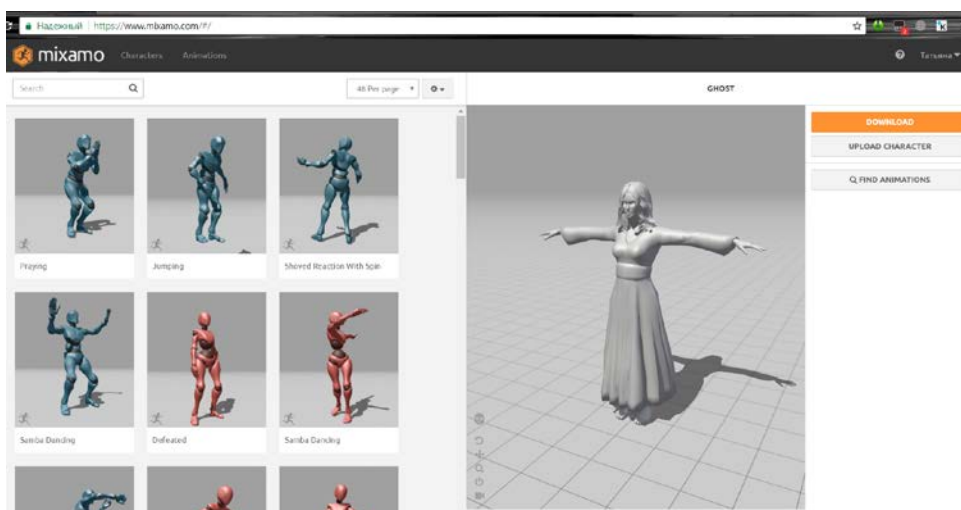 Надежный https://www.mixamo.com/#/
mixamo Characters Animations Татьяна
Search 48 Per page GHOST
DOWNLOAD
UPLOAD CHARACTER
FIND ANIMATIONS
Praying Jumping Shoved Reaction With Spin
Samba Dancing Defeated Samba Dancing